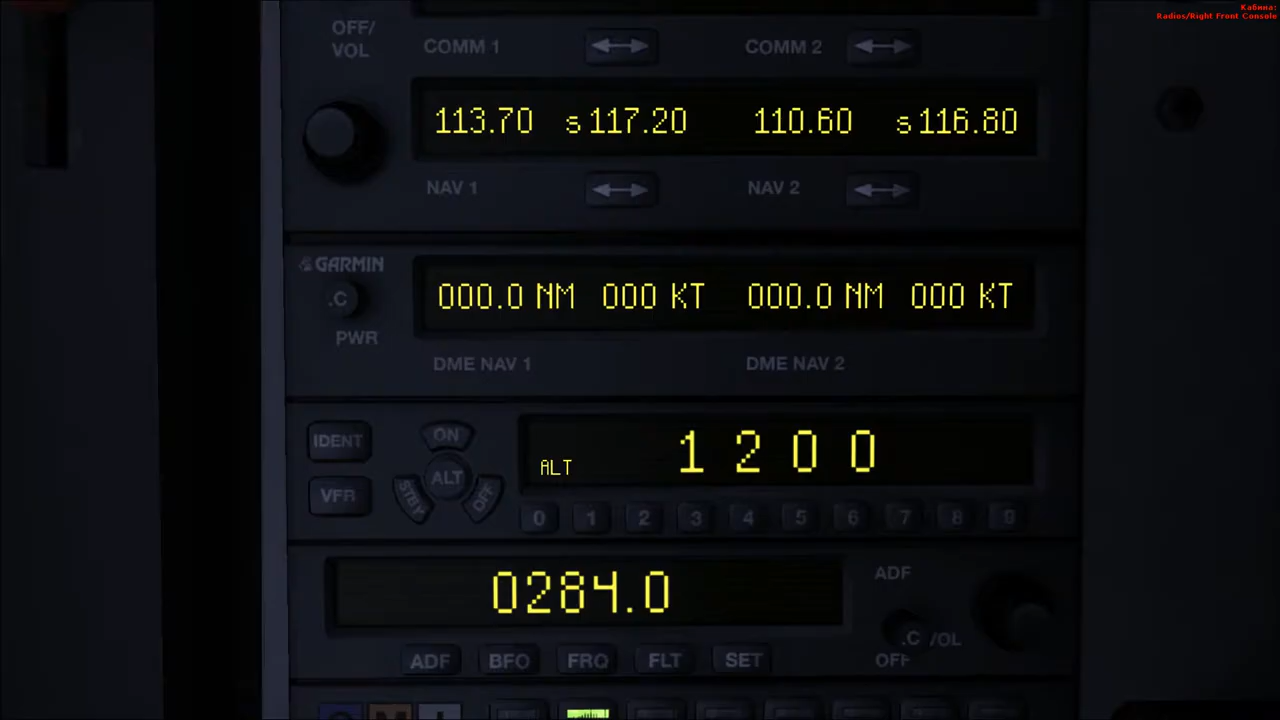 Кабина:
Radios/Right Front Console
OFF/
VOL
COMM 1
COMM 2
113.70 s 117.20 110.60 s 116.80
NAV 1
NAV 2
GARMIN
.C
PWR
000.0 NM 000 KT 000.0 NM 000 KT
DME NAV 1
DME NAV 2
IDENT
ON
ALT
STBY
OFF
VFR
ALT 1 2 0 0
0 1 2 3 4 5 6 7 8 9
0284.0
ADF
.C /OL
OFF
ADF BFO FRQ FLT SET